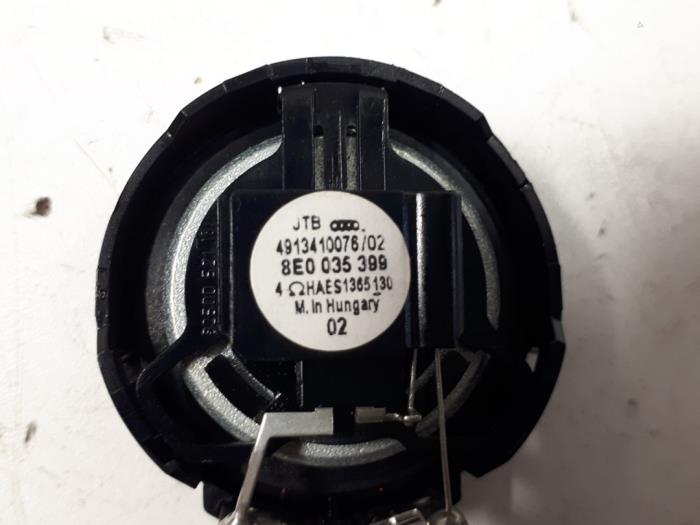 JTB
4913410076/02
8E0 035 399
4 ΩHAES1365130
M. in Hungary
02